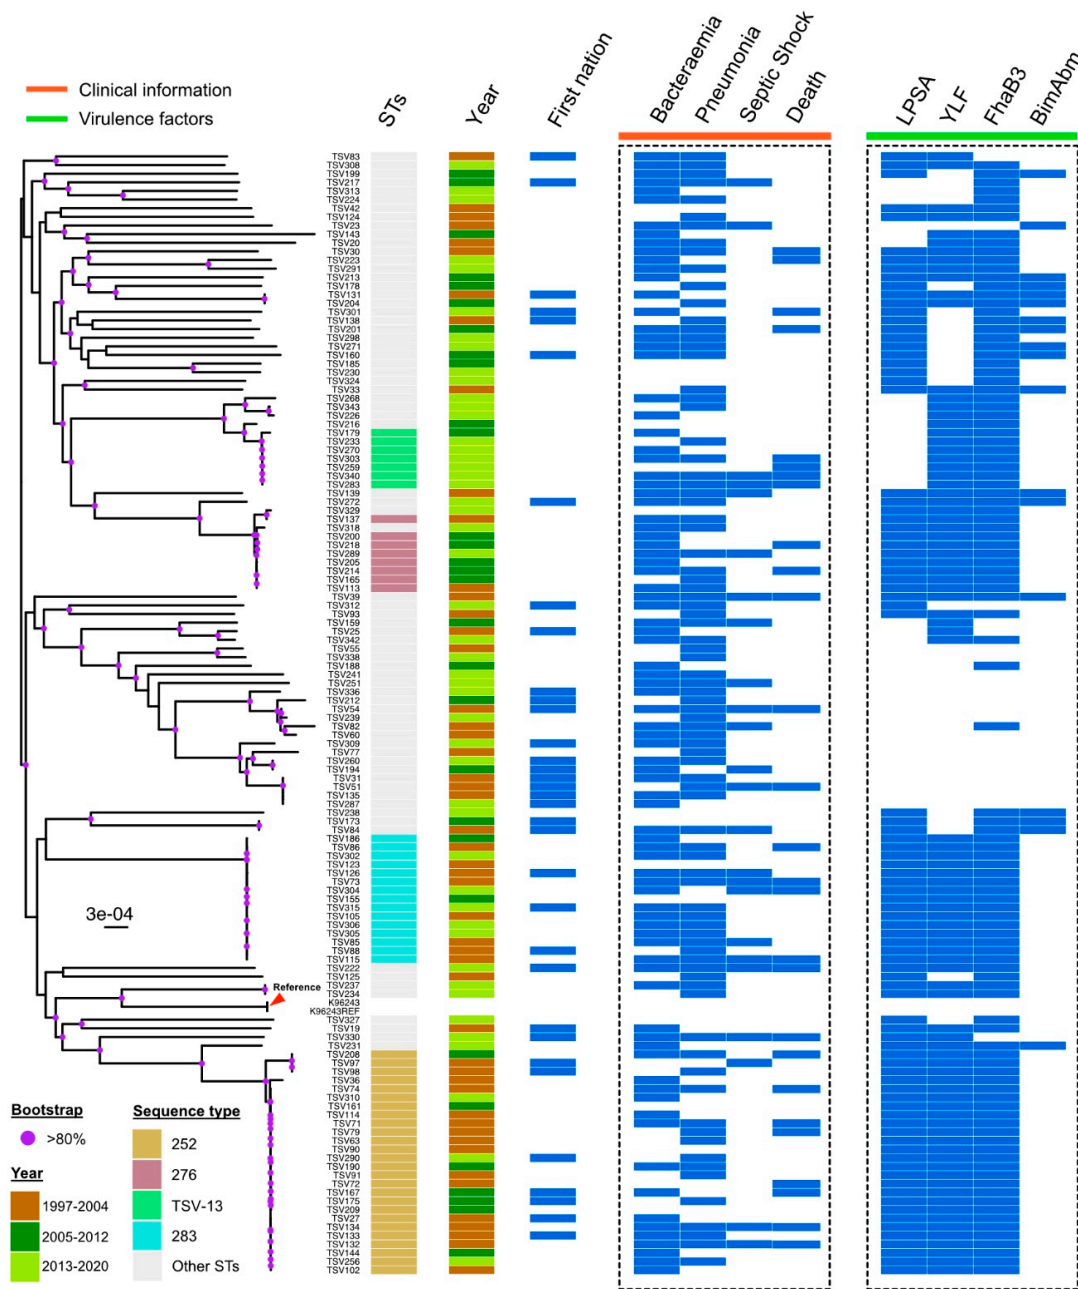 Clinical information
Virulence factors
STs
Year
First nation
Bacteraemia
Pneumonia
Septic Shock
Death
LPSA
YLF
FhaB3
BimAbm
TSV83
TSV308
TSV199
TSV217
TSV313
TSV224
TSV42
TSV124
TSV23
TSV143
TSV20
TSV30
TSV223
TSV291
TSV213
TSV178
TSV131
TSV204
TSV301
TSV138
TSV201
TSV298
TSV271
TSV160
TSV185
TSV230
TSV324
TSV33
TSV268
TSV343
TSV226
TSV216
TSV179
TSV233
TSV270
TSV303
TSV259
TSV340
TSV283
TSV139
TSV272
TSV329
TSV137
TSV318
TSV200
TSV218
TSV289
TSV205
TSV214
TSV165
TSV113
TSV39
TSV312
TSV93
TSV159
TSV25
TSV342
TSV55
TSV338
TSV188
TSV241
TSV251
TSV336
TSV212
TSV54
TSV239
TSV82
TSV60
TSV309
TSV77
TSV260
TSV194
TSV31
TSV51
TSV135
TSV287
TSV238
TSV173
TSV84
TSV186
TSV86
TSV302
TSV123
TSV126
TSV73
TSV304
TSV155
TSV315
TSV105
TSV306
TSV305
TSV85
TSV88
TSV115
TSV222
TSV125
TSV237
TSV234
K96243
K96243REF
TSV327
TSV19
TSV330
TSV231
TSV208
TSV97
TSV98
TSV36
TSV74
TSV310
TSV161
TSV114
TSV71
TSV79
TSV63
TSV90
TSV290
TSV190
TSV91
TSV72
TSV167
TSV175
TSV209
TSV27
TSV134
TSV133
TSV132
TSV144
TSV256
TSV102
3e-04
Reference
Bootstrap
>80%
Year
1997-2004
2005-2012
2013-2020
Sequence type
252
276
TSV-13
283
Other STs